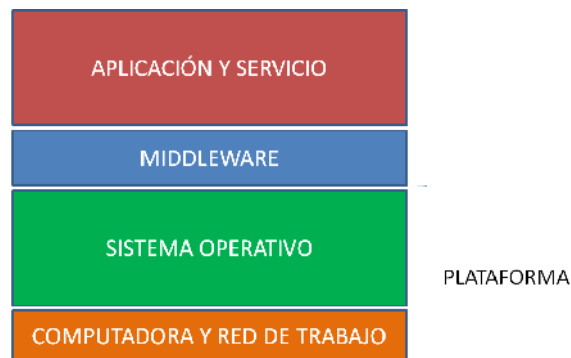 APLICACIÓN Y SERVICIO
MIDDLEWARE
SISTEMA OPERATIVO
PLATAFORMA
COMPUTADORA Y RED DE TRABAJO